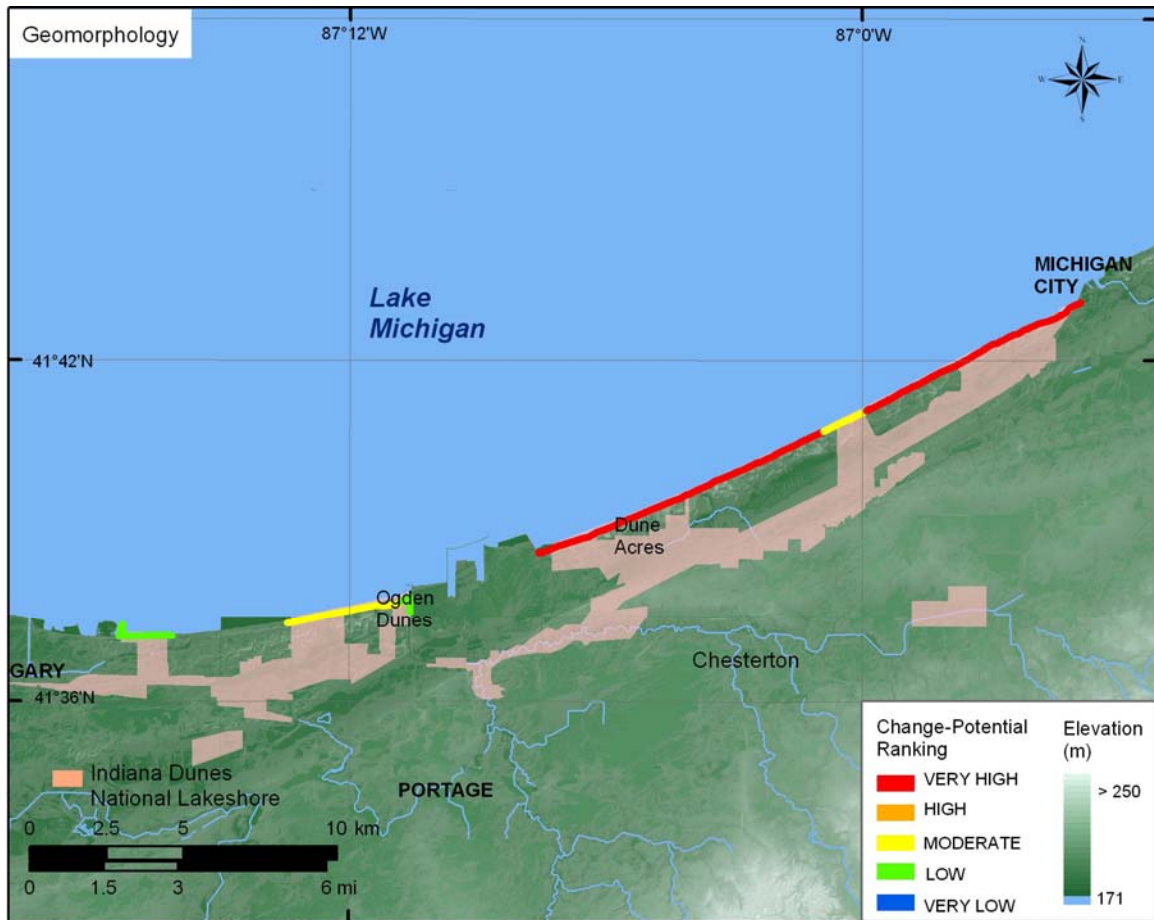 Geomorphology
87°12'W
87°0'W
N
W
E
MICHIGAN
CITY
Lake
Michigan
41°42'N
Dune
Acres
Ogden
Dunes
GARY
Chesterton
41°36'N
PORTAGE
Indiana Dunes
National Lakeshore
0
2.5
5
10 km
0
1.5
3
6 mi
Change-Potential
Ranking
VERY HIGH
HIGH
MODERATE
LOW
VERY LOW
Elevation
(m)
> 250
171